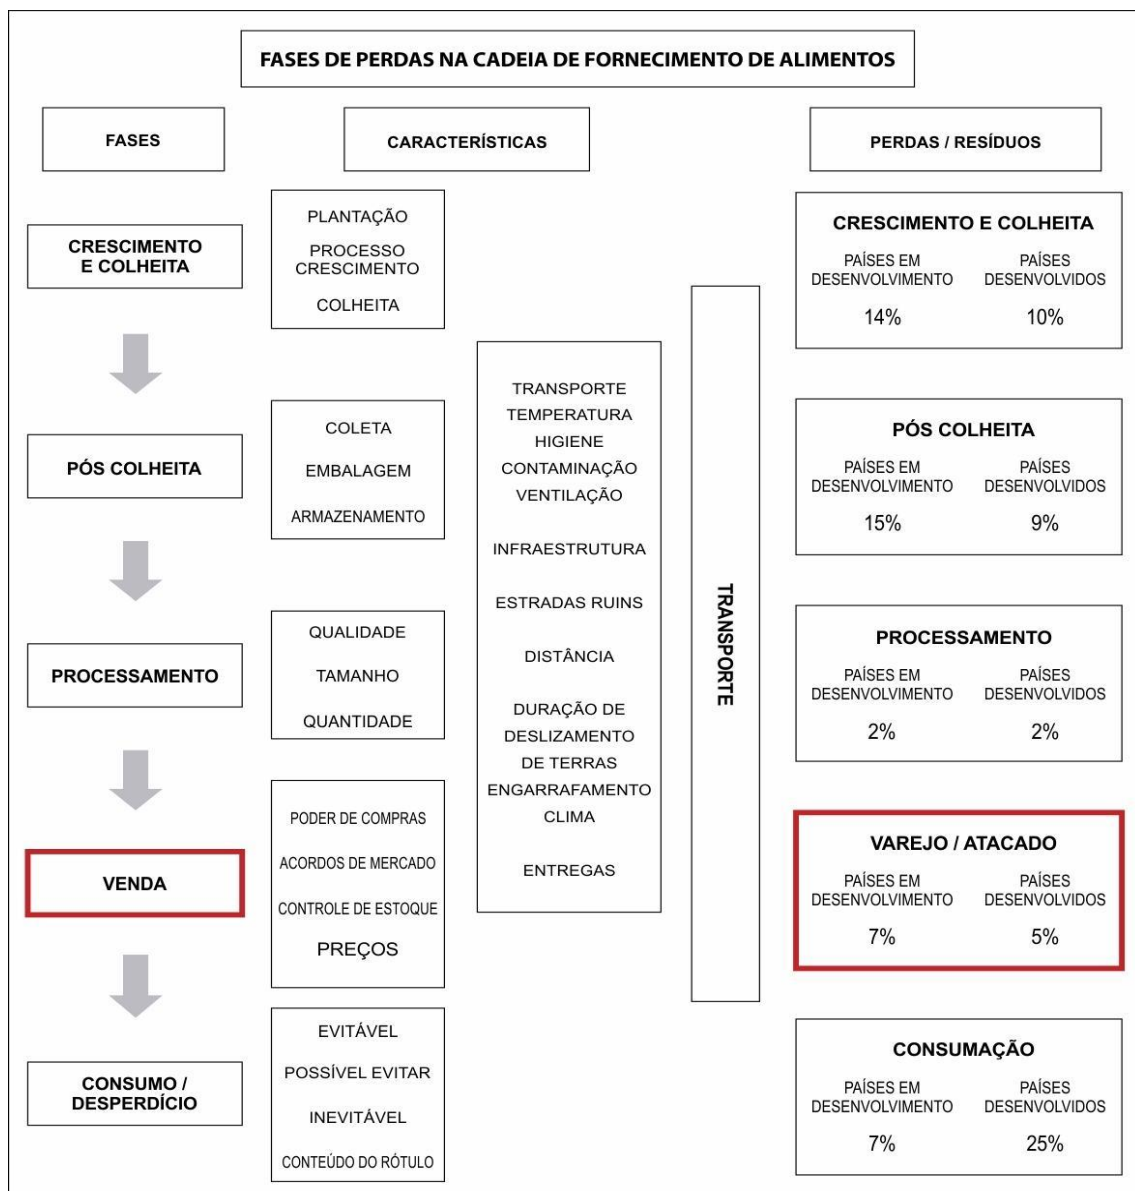 FASES DE PERDAS NA CADEIA DE FORNECIMENTO DE ALIMENTOS
FASES
CARACTERÍSTICAS
PERDAS / RESÍDUOS
CRESCIMENTO
E COLHEITA
PLANTAÇÃO
PROCESSO
CRESCIMENTO
COLHEITA
PÓS COLHEITA
COLETA
EMBALAGEM
ARMAZENAMENTO
PROCESSAMENTO
QUALIDADE
TAMANHO
QUANTIDADE
VENDA
PODER DE COMPRAS
ACORDOS DE MERCADO
CONTROLE DE ESTOQUE
PREÇOS
CONSUMO /
DESPERDÍCIO
EVITÁVEL
POSSÍVEL EVITAR
INEVITÁVEL
CONTEÚDO DO RÓTULO
TRANSPORTE
TEMPERATURA
HIGIENE
CONTAMINAÇÃO
VENTILAÇÃO
INFRAESTRUTURA
ESTRADAS RUINS
DISTÂNCIA
DURAÇÃO DE
DESLIZAMENTO
DE TERRAS
ENGARRAFAMENTO
CLIMA
ENTREGAS
TRANSPORTE
CRESCIMENTO E COLHEITA
PAÍSES EM
DESENVOLVIMENTO
14%
PAÍSES
DESENVOLVIDOS
10%
PÓS COLHEITA
PAÍSES EM
DESENVOLVIMENTO
15%
PAÍSES
DESENVOLVIDOS
9%
PROCESSAMENTO
PAÍSES EM
DESENVOLVIMENTO
2%
PAÍSES
DESENVOLVIDOS
2%
VAREJO / ATACADO
PAÍSES EM
DESENVOLVIMENTO
7%
PAÍSES
DESENVOLVIDOS
5%
CONSUMAÇÃO
PAÍSES EM
DESENVOLVIMENTO
7%
PAÍSES
DESENVOLVIDOS
25%